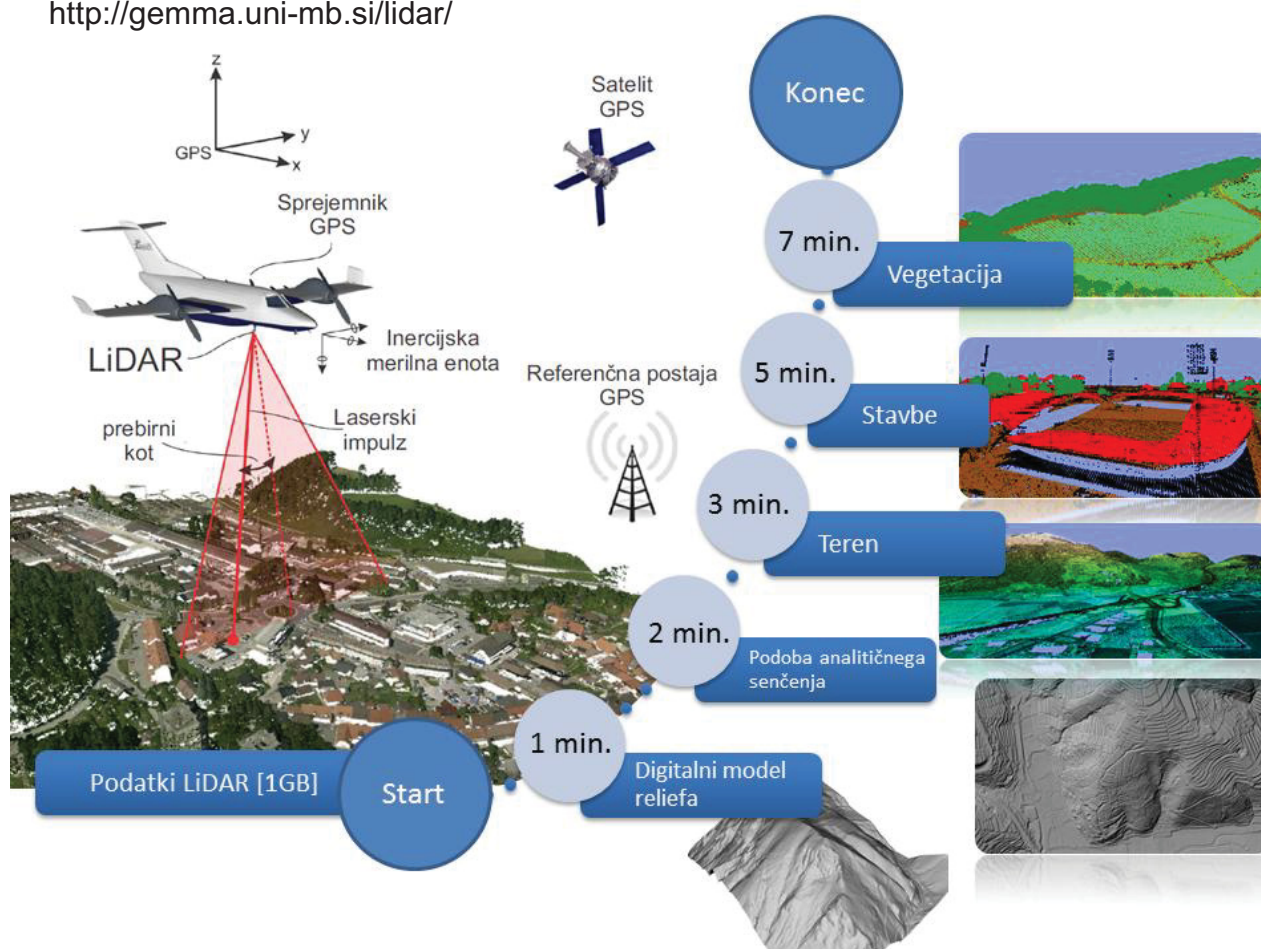 http://gemma.uni-mb.si/lidar/
z
y
GPS
x
Satelit
GPS
Konec
Sprejemnik
GPS
7 min.
Vegetacija
LiDAR
Inercijska
merilna enota
Referenčna postaja
GPS
5 min.
Stavbe
prebirni
kot
Laserski
impulz
3 min.
Teren
2 min.
Podoba analitičnega
senčenja
1 min.
Digitalni model
reliefa
Podatki LiDAR [1GB]
Start